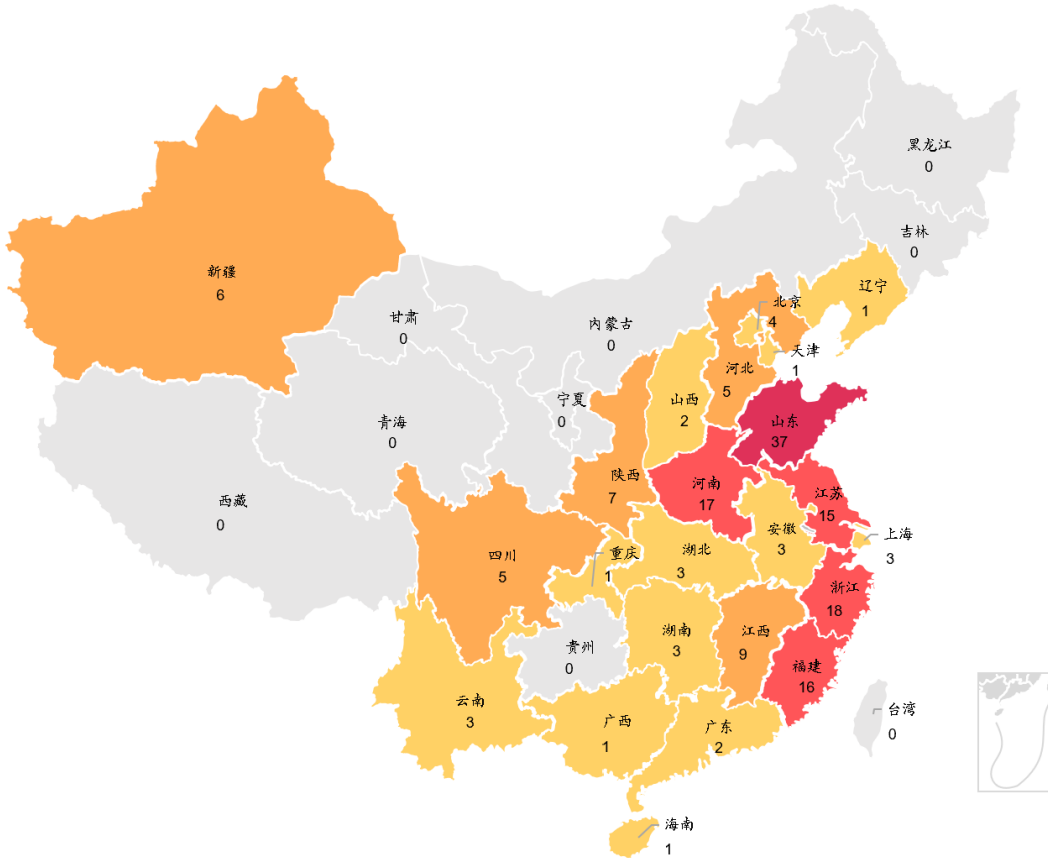 黑龙江
0
吉林
0
新疆
6
辽宁
1
北京
4
甘肃
0
内蒙古
0
天津
1
河北
5
宁夏
0
山西
2
青海
0
山东
37
陕西
7
河南
17
江苏
15
西藏
0
安徽
3
上海
3
四川
5
重庆
1
湖北
3
浙江
18
湖南
3
江西
9
贵州
0
福建
16
云南
3
广西
1
广东
2
台湾
0
海南
1